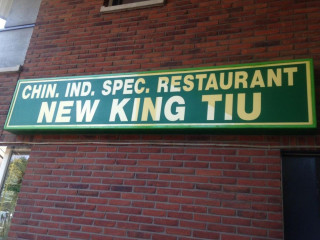 CHIN. IND. SPEC. RESTAURANT
NEW KING TIU